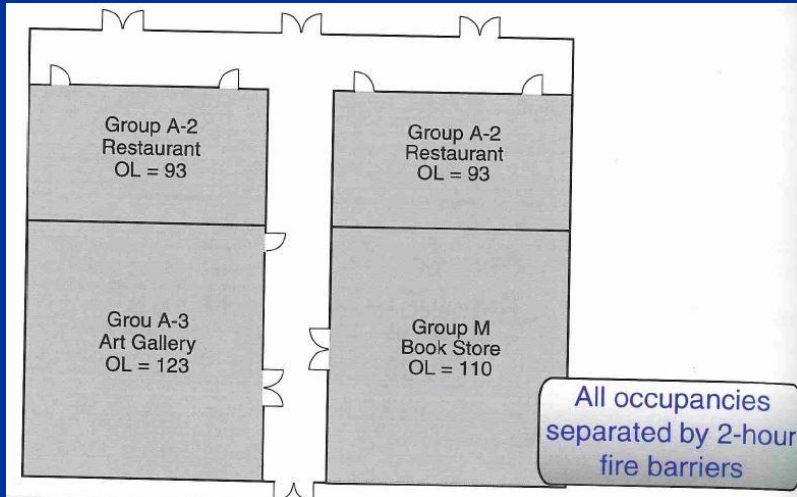 Group A-2
Restaurant
OL = 93
Group A-2
Restaurant
OL = 93
Grou A-3
Art Gallery
OL = 123
Group M
Book Store
OL = 110
All occupancies
separated by 2-hour
fire barriers